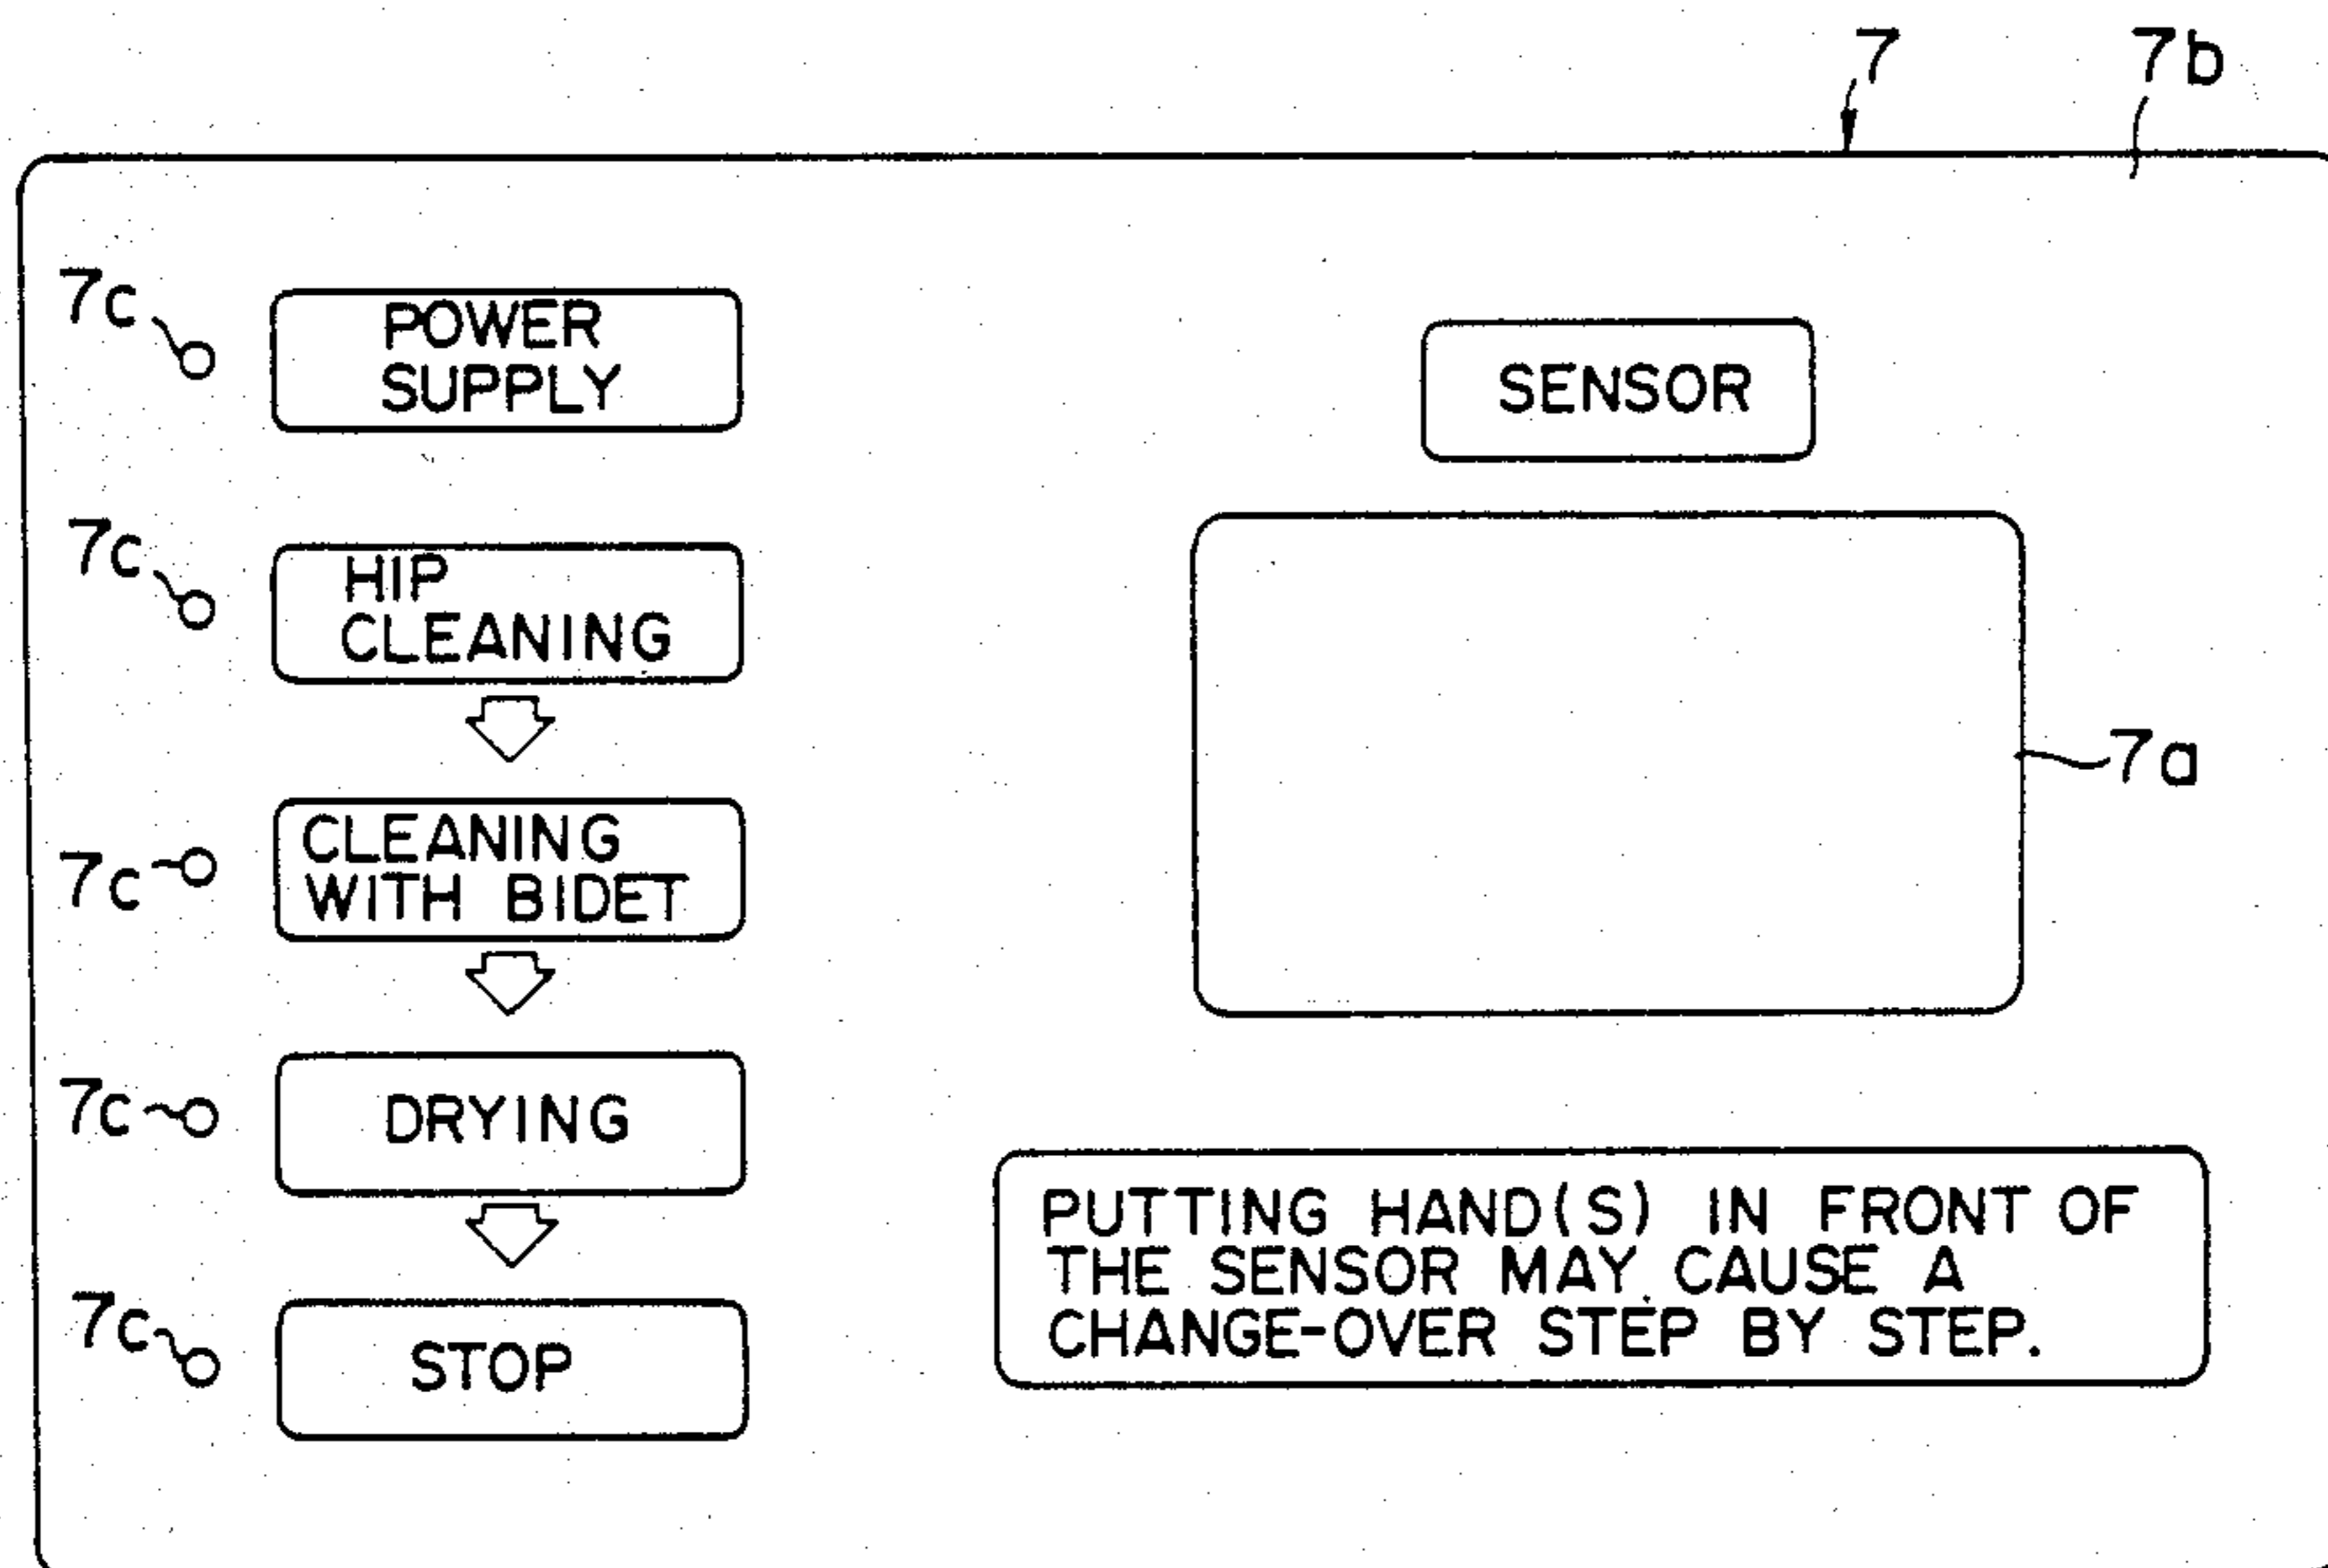 7
7b
7c
POWER
SUPPLY
SENSOR
7c
HIP
CLEANING
7a
7c
CLEANING
WITH BIDET
7c
DRYING
PUTTING HAND(S) IN FRONT OF
THE SENSOR MAY CAUSE A
CHANGE-OVER STEP BY STEP.
7c
STOP